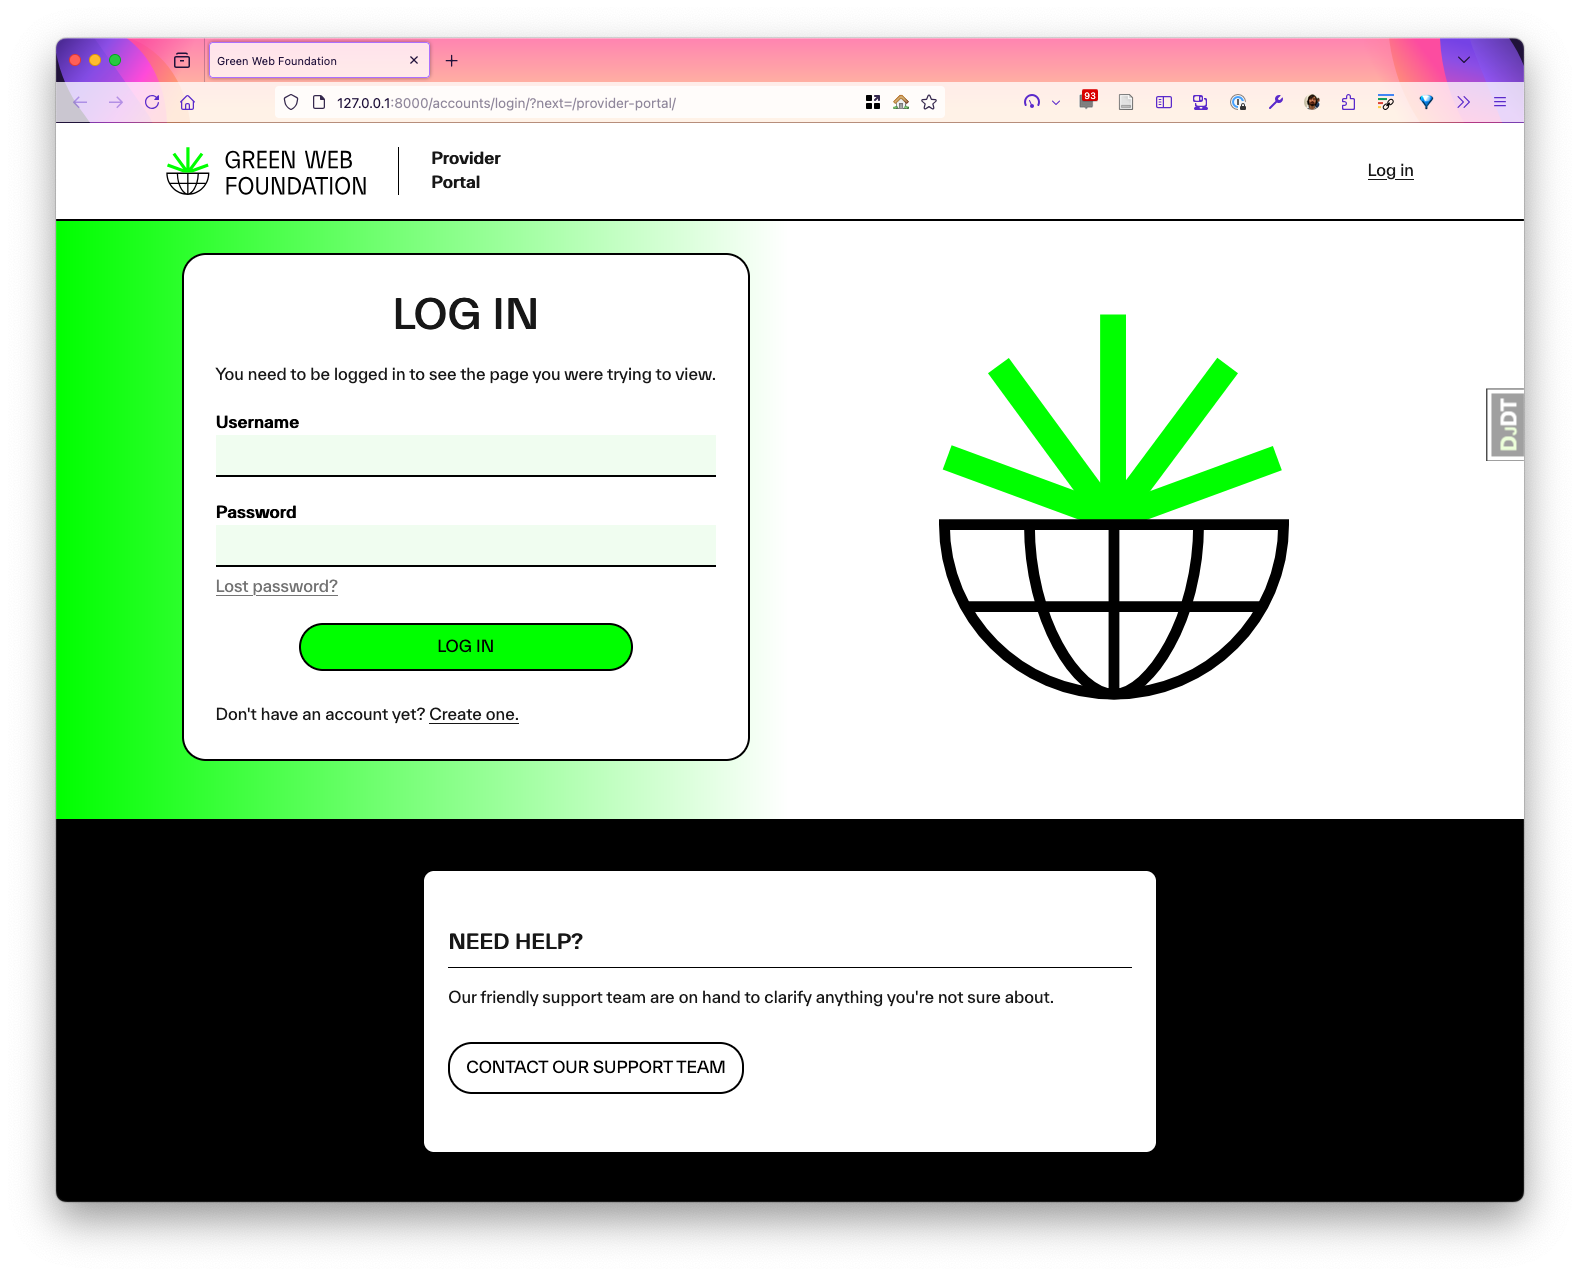 Green Web Foundation
127.0.0.1:8000/accounts/login/?next=/provider-portal/
93
GREEN WEB
FOUNDATION
Provider
Portal
Log in
LOG IN
You need to be logged in to see the page you were trying to view.
Username
Password
Lost password?
LOG IN
Don't have an account yet? Create one.
DJDT
NEED HELP?
Our friendly support team are on hand to clarify anything you're not sure about.
CONTACT OUR SUPPORT TEAM